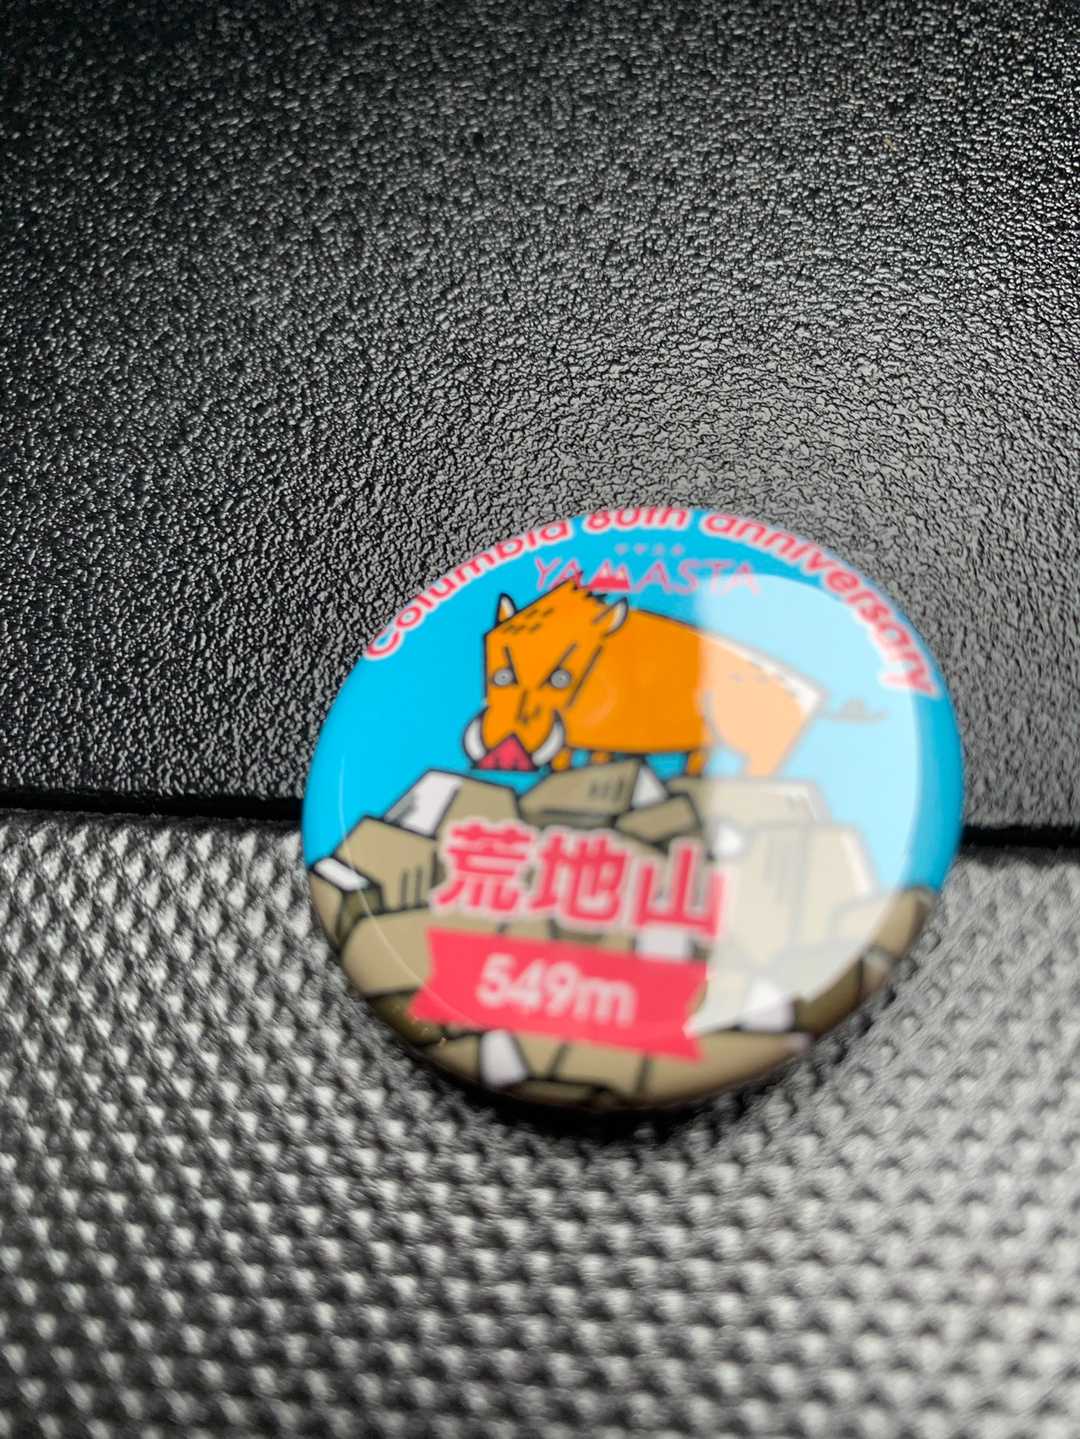 Columbia 80th anniversary
YAMASTA
荒地山
549m